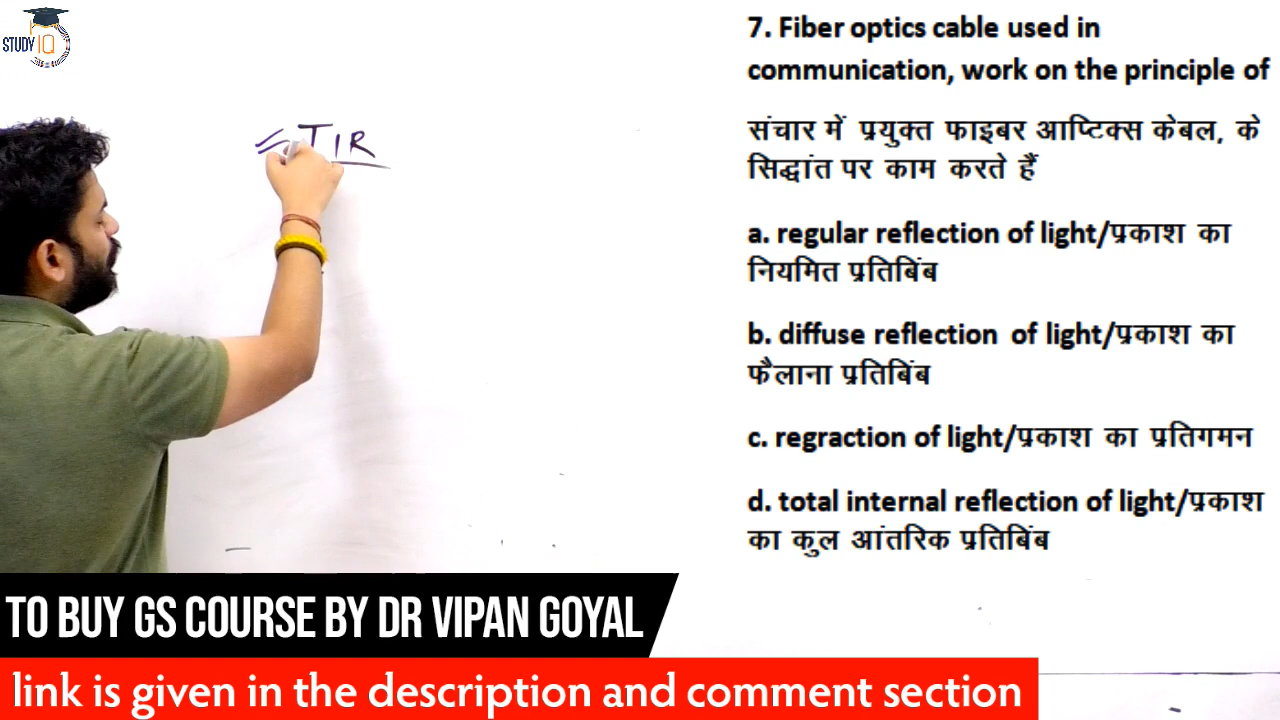 STUDY IQ
TIR
7. Fiber optics cable used in
communication, work on the principle of
संचार में प्रयुक्त फाइबर आप्टिक्स केबल, के
सिद्धांत पर काम करते हैं
a. regular reflection of light/प्रकाश का
नियमित प्रतिबिंब
b. diffuse reflection of light/प्रकाश का
फैलाना प्रतिबिंब
c. regraction of light/प्रकाश का प्रतिगमन
d. total internal reflection of light/प्रकाश
का कुल आंतरिक प्रतिबिंब
TO BUY GS COURSE BY DR VIPAN GOYAL
link is given in the description and comment section